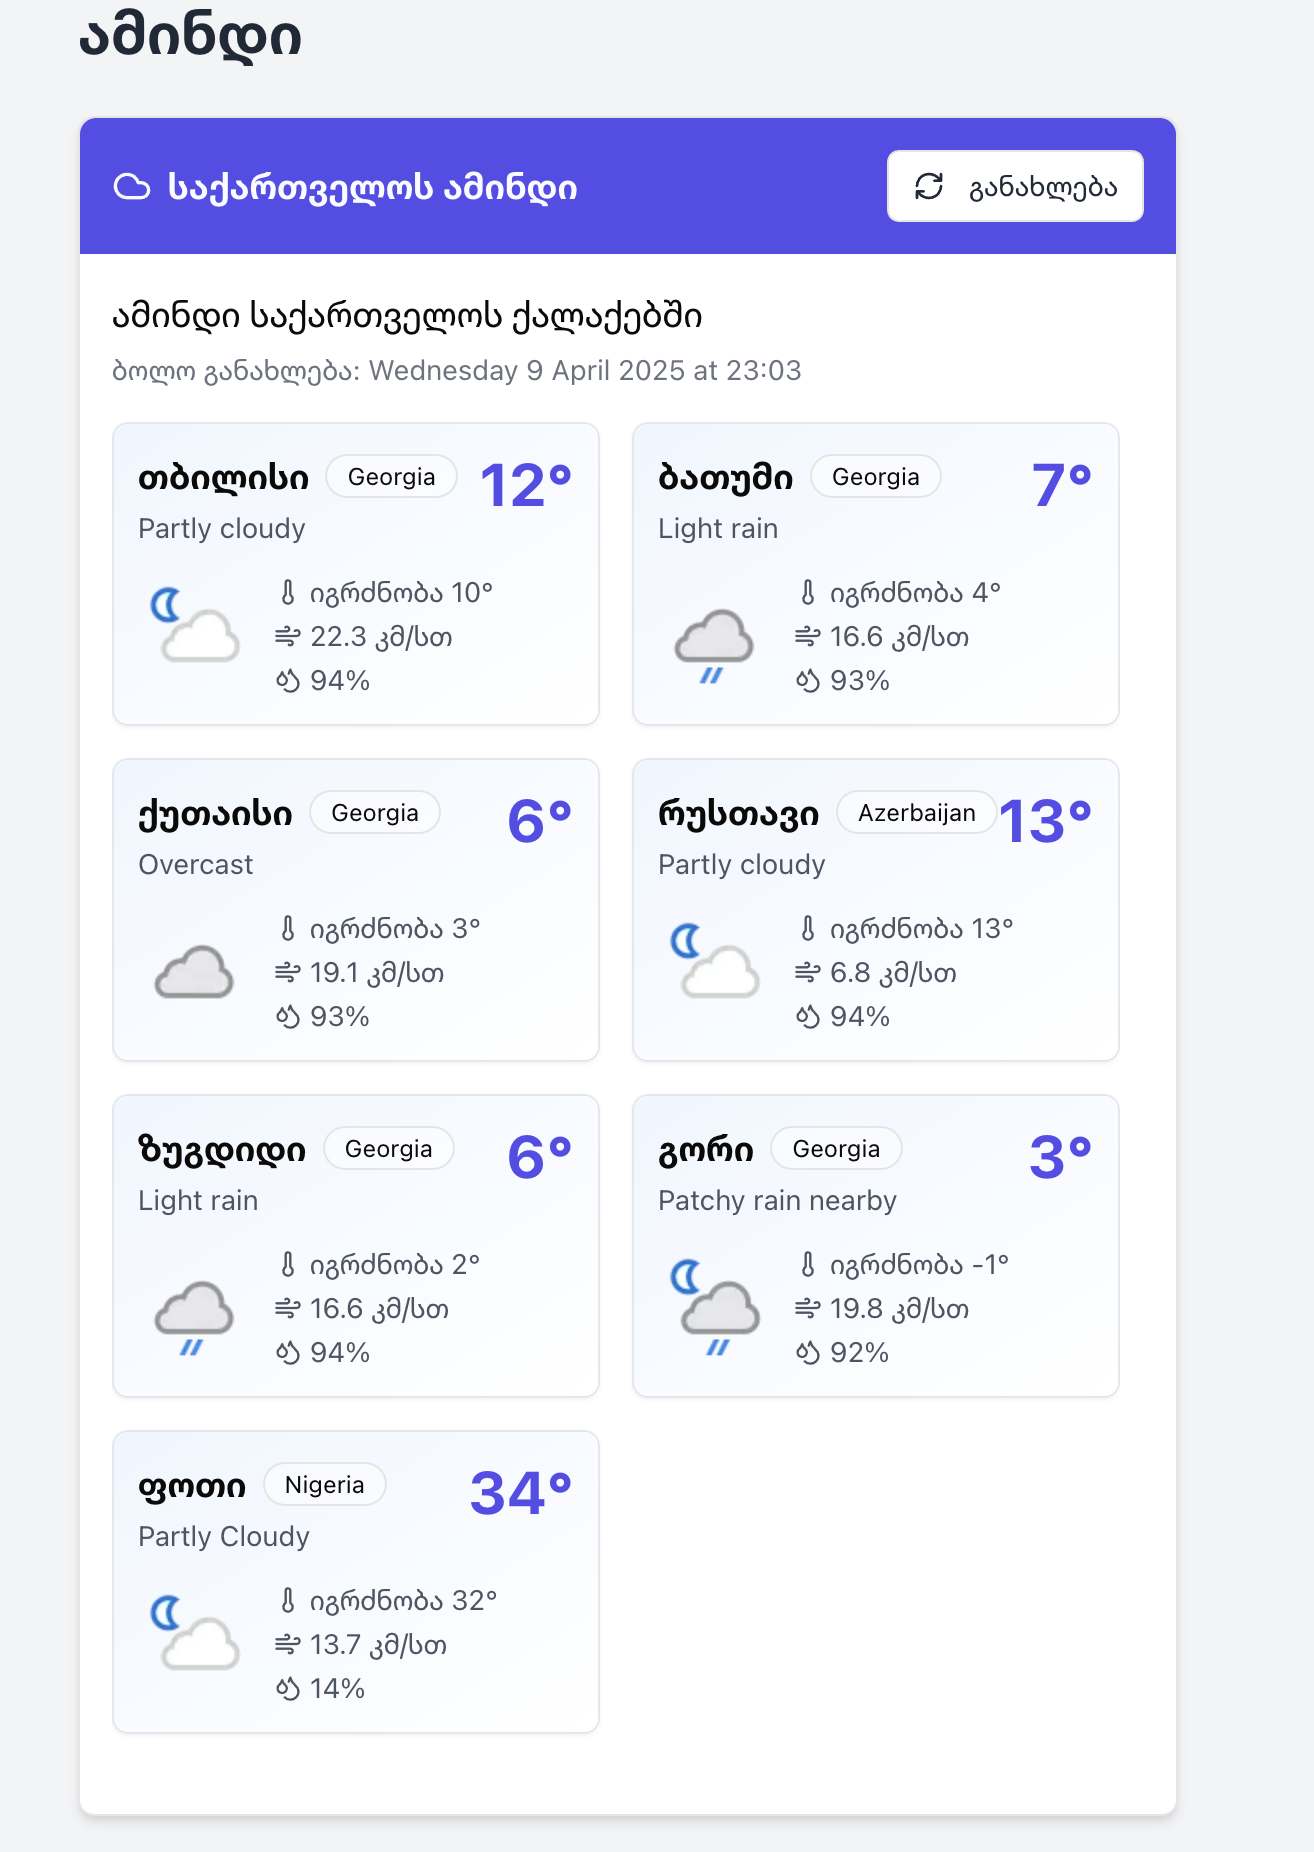 ამინდი
საქართველოს ამინდი
განახლება
ამინდი საქართველოს ქალაქებში
ბოლო განახლება: Wednesday 9 April 2025 at 23:03
თბილისი Georgia 12°
Partly cloudy
იგრძნობა 10°
22.3 კმ/სთ
94%
ბათუმი Georgia 7°
Light rain
იგრძნობა 4°
16.6 კმ/სთ
93%
ქუთაისი Georgia 6°
Overcast
იგრძნობა 3°
19.1 კმ/სთ
93%
რუსთავი Azerbaijan 13°
Partly cloudy
იგრძნობა 13°
6.8 კმ/სთ
94%
ზუგდიდი Georgia 6°
Light rain
იგრძნობა 2°
16.6 კმ/სთ
94%
გორი Georgia 3°
Patchy rain nearby
იგრძნობა -1°
19.8 კმ/სთ
92%
ფოთი Nigeria 34°
Partly Cloudy
იგრძნობა 32°
13.7 კმ/სთ
14%